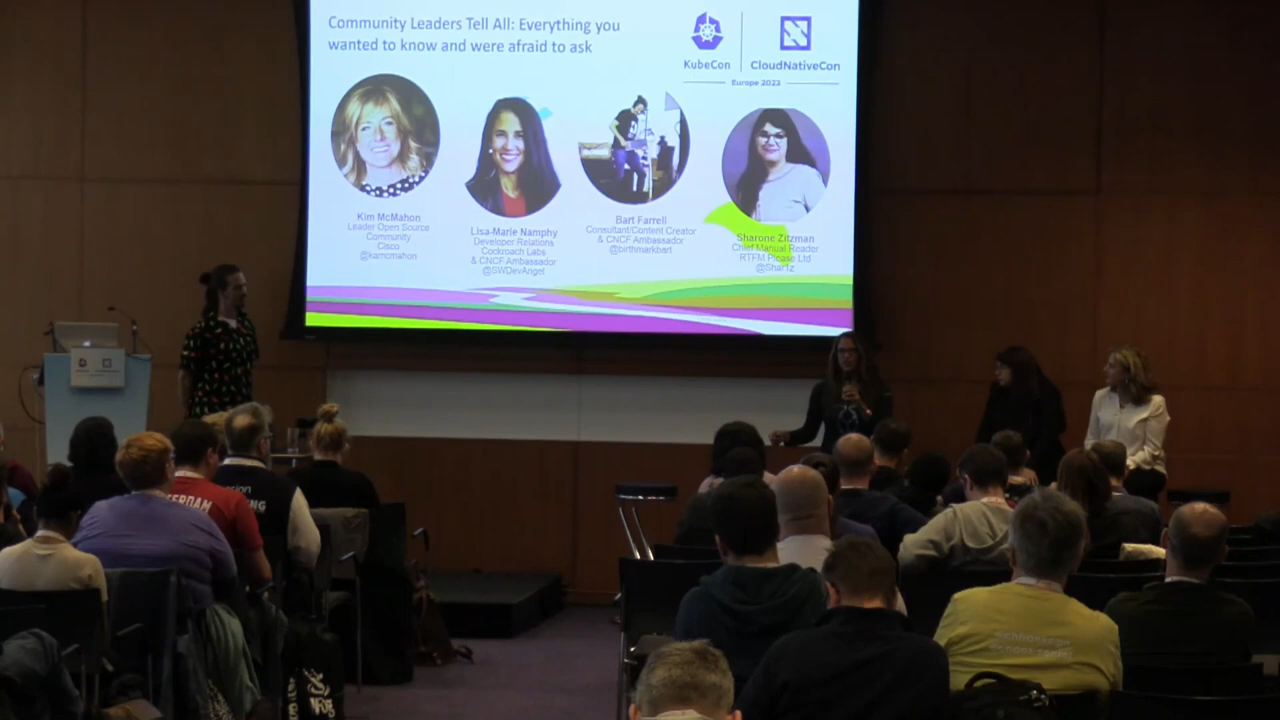 Community Leaders Tell All: Everything you
wanted to know and were afraid to ask
KubeCon
CloudNativeCon
Europe 2023
Kim McMahon
Leader Open Source
Community
Cisco
@kamcmahon
Lisa-Marie Namphy
Developer Relations
Cockroach Labs
& CNCF Ambassador
@SWDevAngel
Bart Farrell
Consultant/Content Creator
& CNCF Ambassador
@birthmarkbart
Sharone Zitzman
Chief Manual Reader
RTFM Please Ltd
@Shar1z